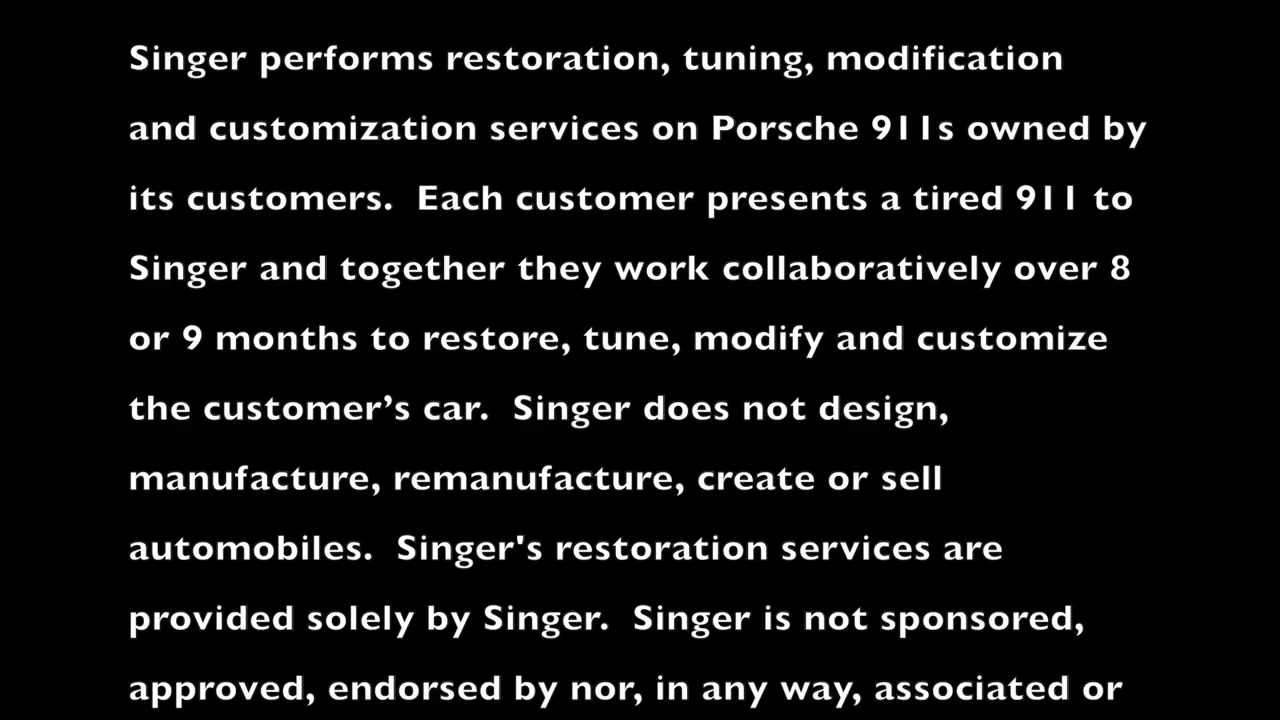 Singer performs restoration, tuning, modification
and customization services on Porsche 911s owned by
its customers.  Each customer presents a tired 911 to
Singer and together they work collaboratively over 8
or 9 months to restore, tune, modify and customize
the customer’s car.  Singer does not design,
manufacture, remanufacture, create or sell
automobiles.  Singer's restoration services are
provided solely by Singer.  Singer is not sponsored,
approved, endorsed by nor, in any way, associated or